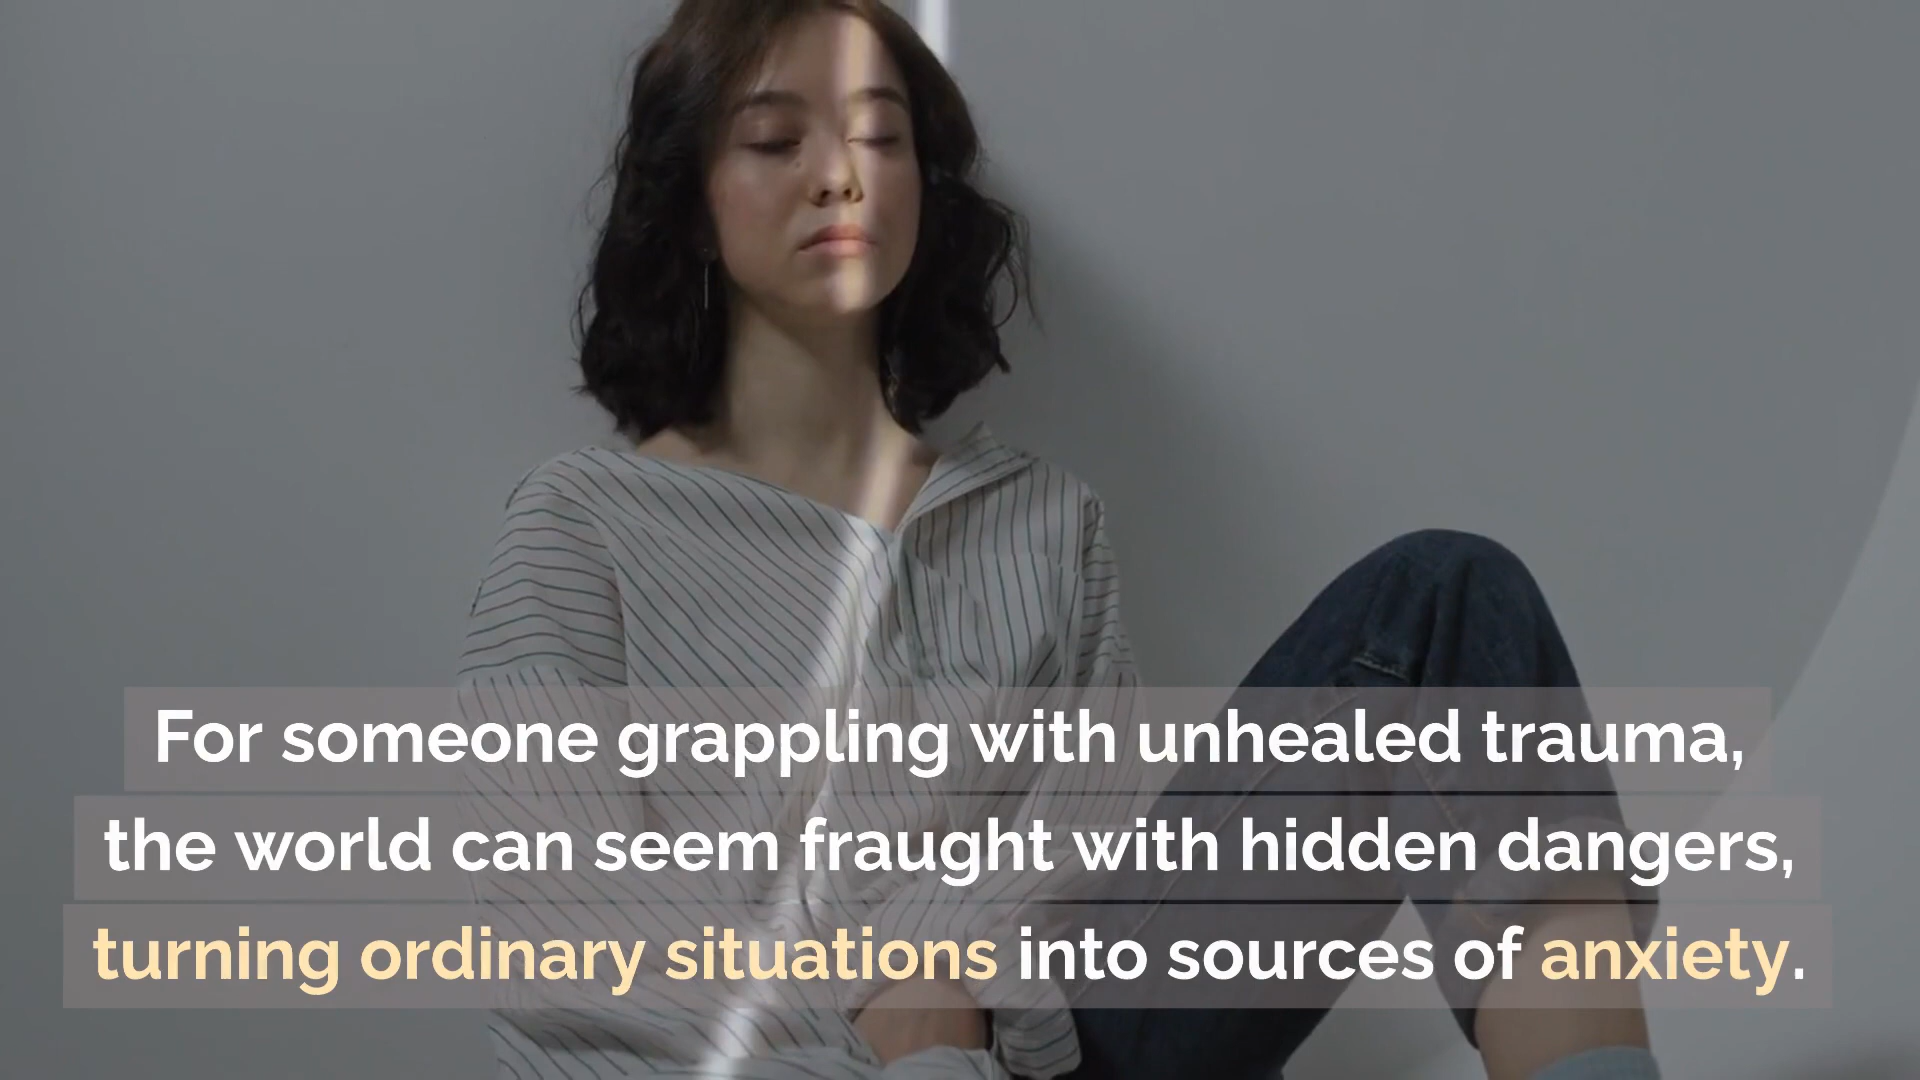 For someone grappling with unhealed trauma,
the world can seem fraught with hidden dangers,
turning ordinary situations into sources of anxiety.